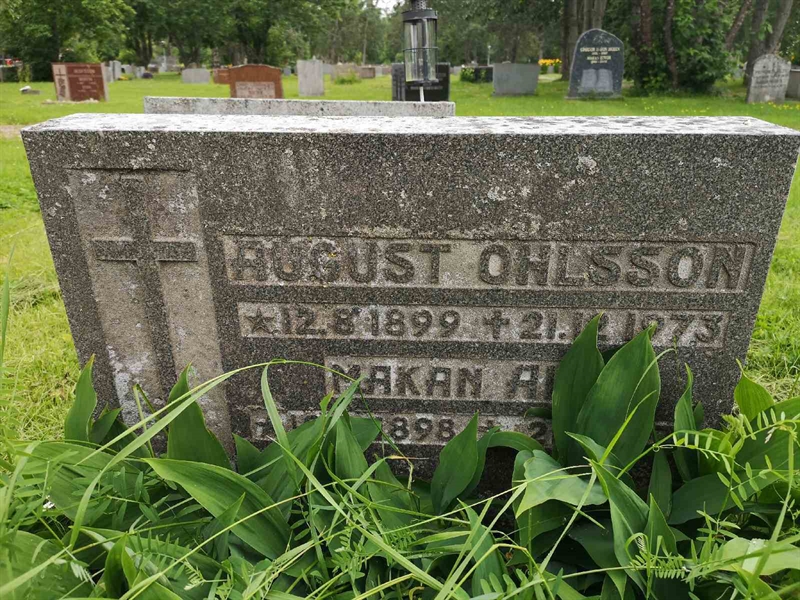 AUGUST OHLSSON
* 12.8 1899 + 21.12.1973
MAKAN
1898